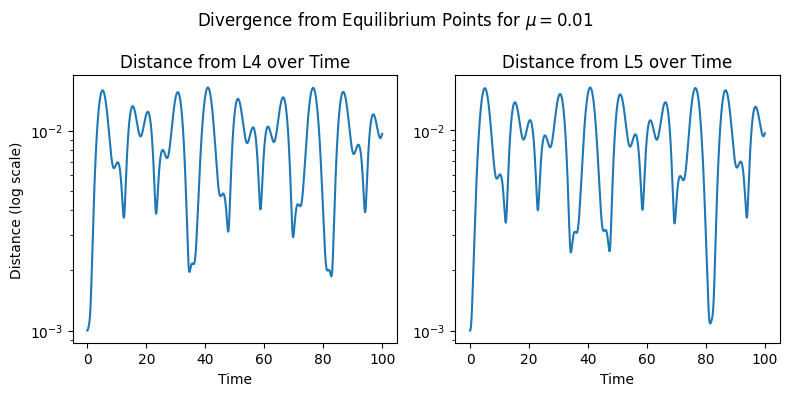 Divergence from Equilibrium Points for $\mu = 0.01$
Distance from L4 over Time
Distance from L5 over Time
Distance (log scale)
10⁻²
10⁻³
0 20 40 60 80 100
Time
10⁻²
10⁻³
0 20 40 60 80 100
Time